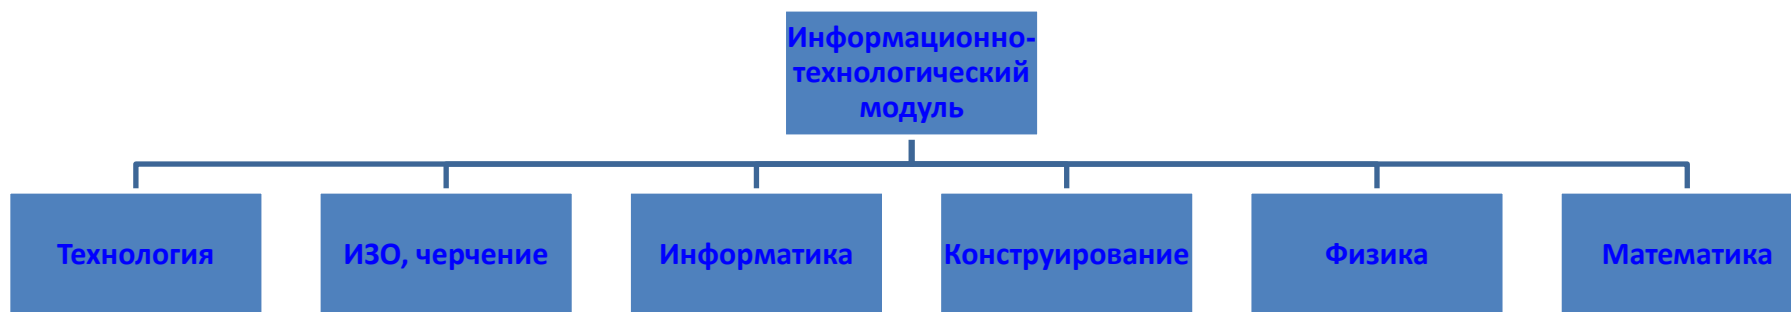 Информационно-
технологический
модуль
Технология
ИЗО, черчение
Информатика
Конструирование
Физика
Математика